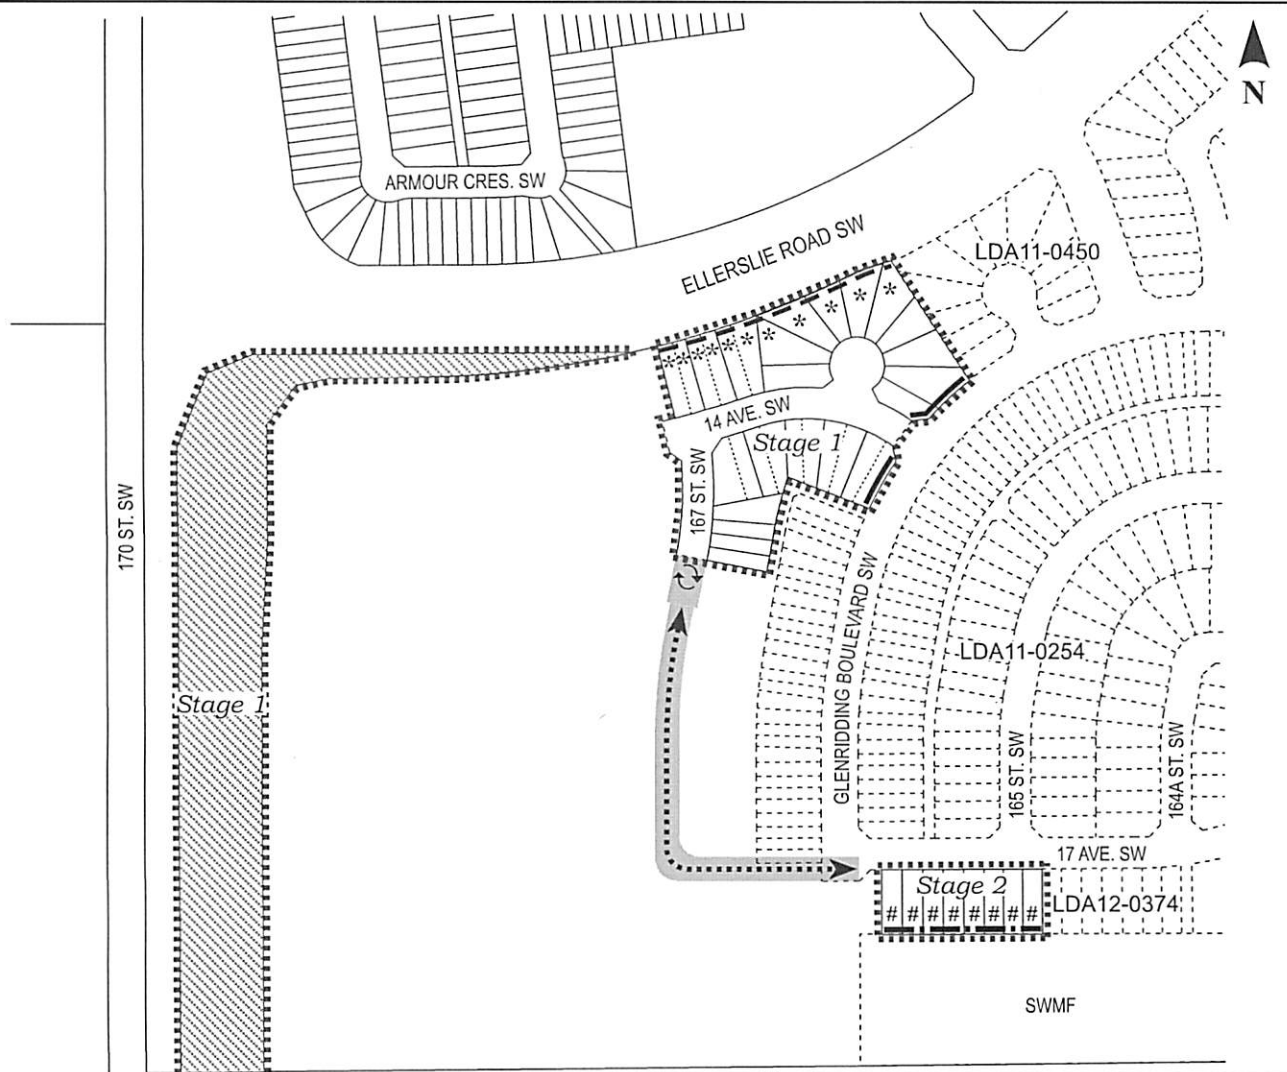 N
ARMOUR CRES. SW
ELLERSLIE ROAD SW
LDA11-0450
* * * * * * * * * * *
14 AVE. SW
Stage 1
167 ST. SW
170 ST. SW
GLENRIDDING BOULEVARD SW
LDA11-0254
Stage 1
165 ST. SW
164A ST. SW
17 AVE. SW
Stage 2
LDA12-0374
# # # # # # # #
SWMF